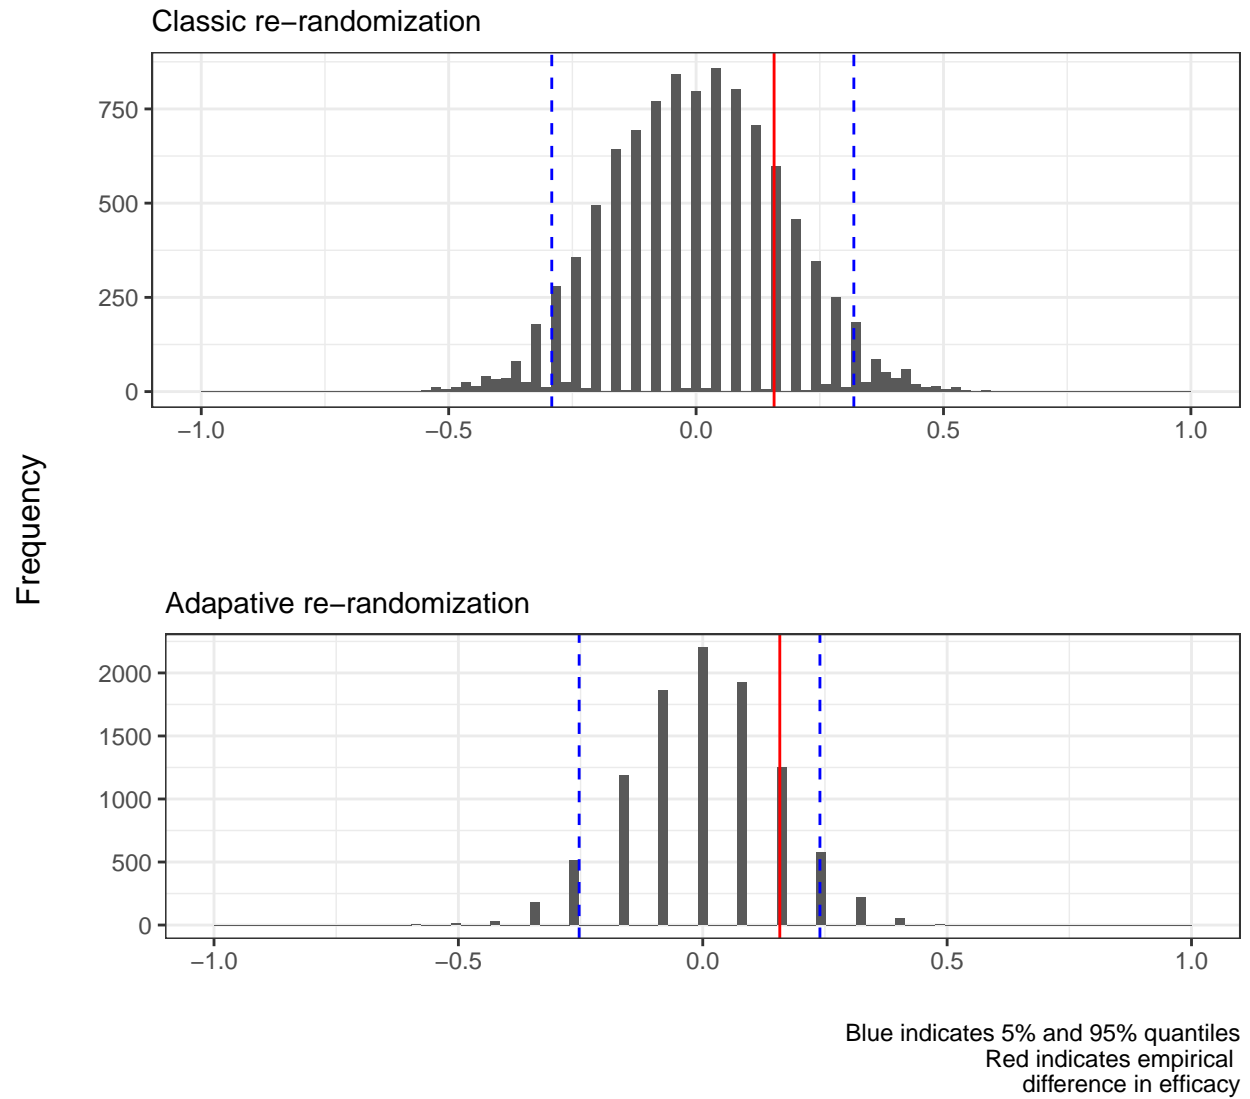 Classic re−randomization
750
500
250
0
−1.0 −0.5 0.0 0.5 1.0
Frequency
Adapative re−randomization
2000
1500
1000
500
0
−1.0 −0.5 0.0 0.5 1.0
Blue indicates 5% and 95% quantiles
Red indicates empirical
difference in efficacy